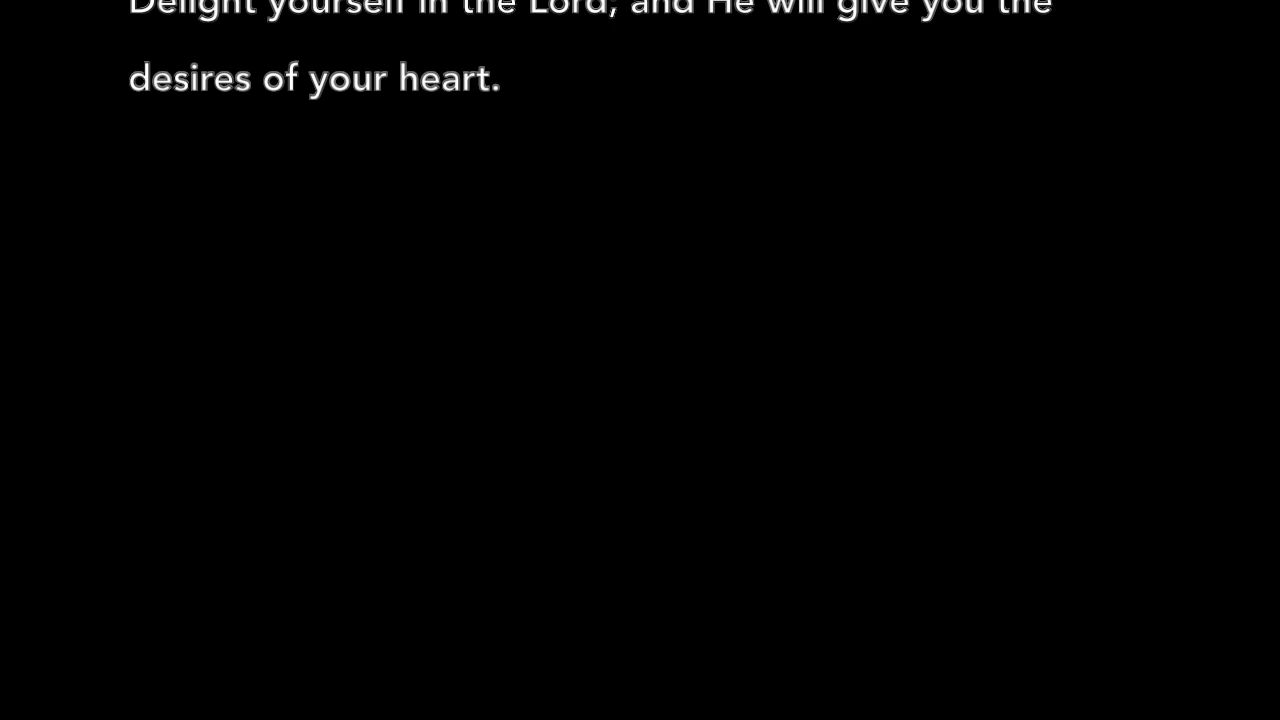 Delight yourself in the Lord, and He will give you the
desires of your heart.